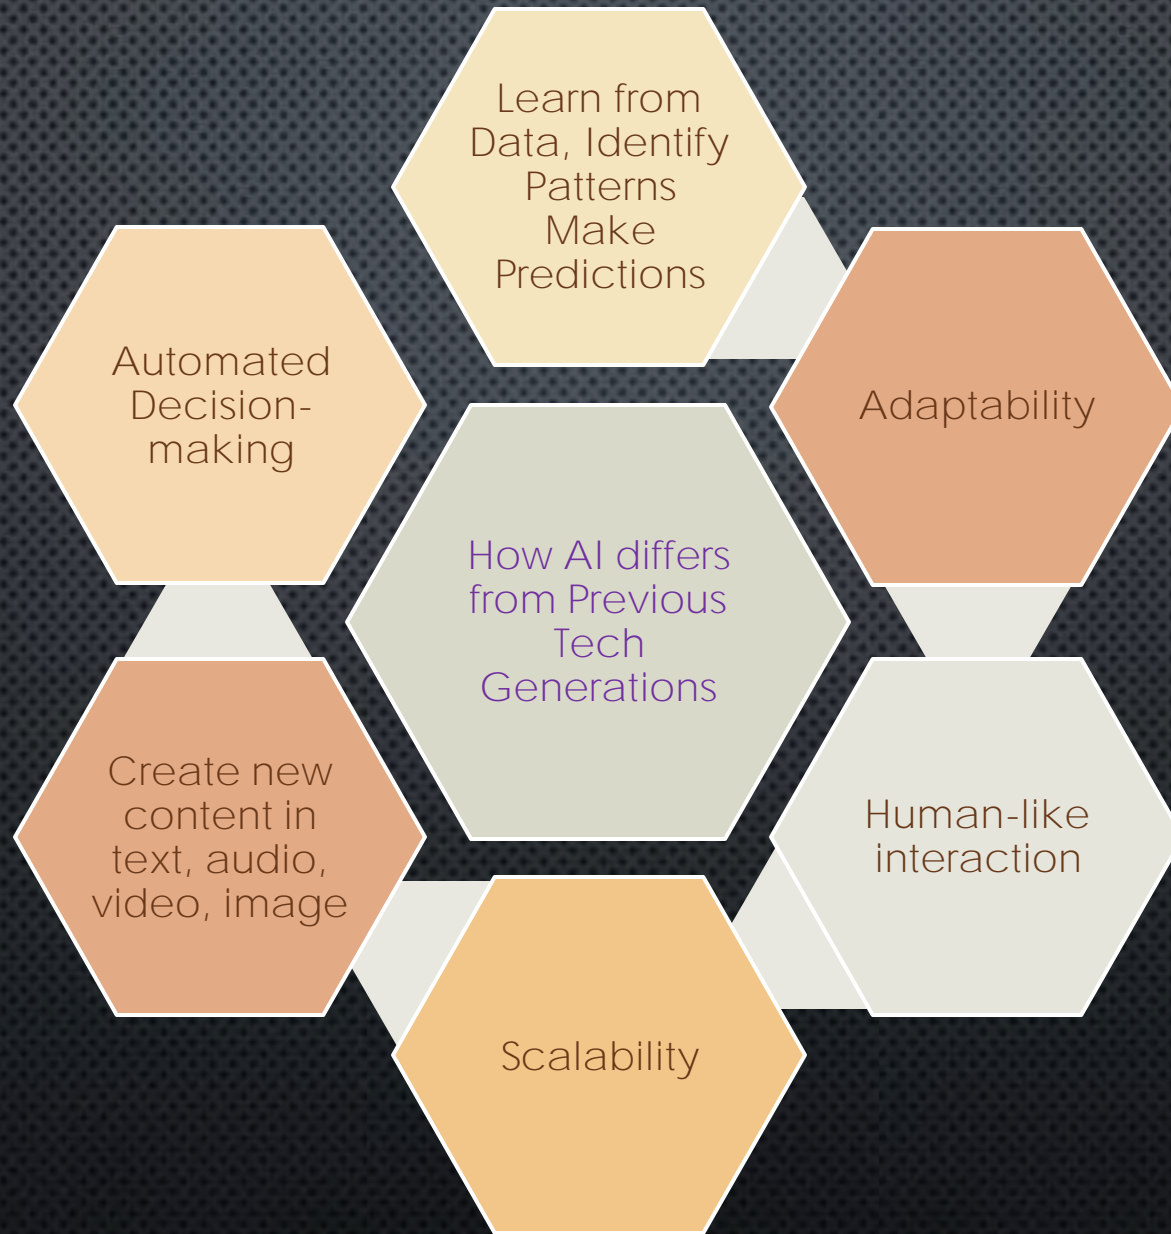 Learn from
Data, Identify
Patterns
Make
Predictions
Adaptability
Human-like
interaction
Scalability
Create new
content in
text, audio,
video, image
Automated
Decision-
making
How AI differs
from Previous
Tech
Generations